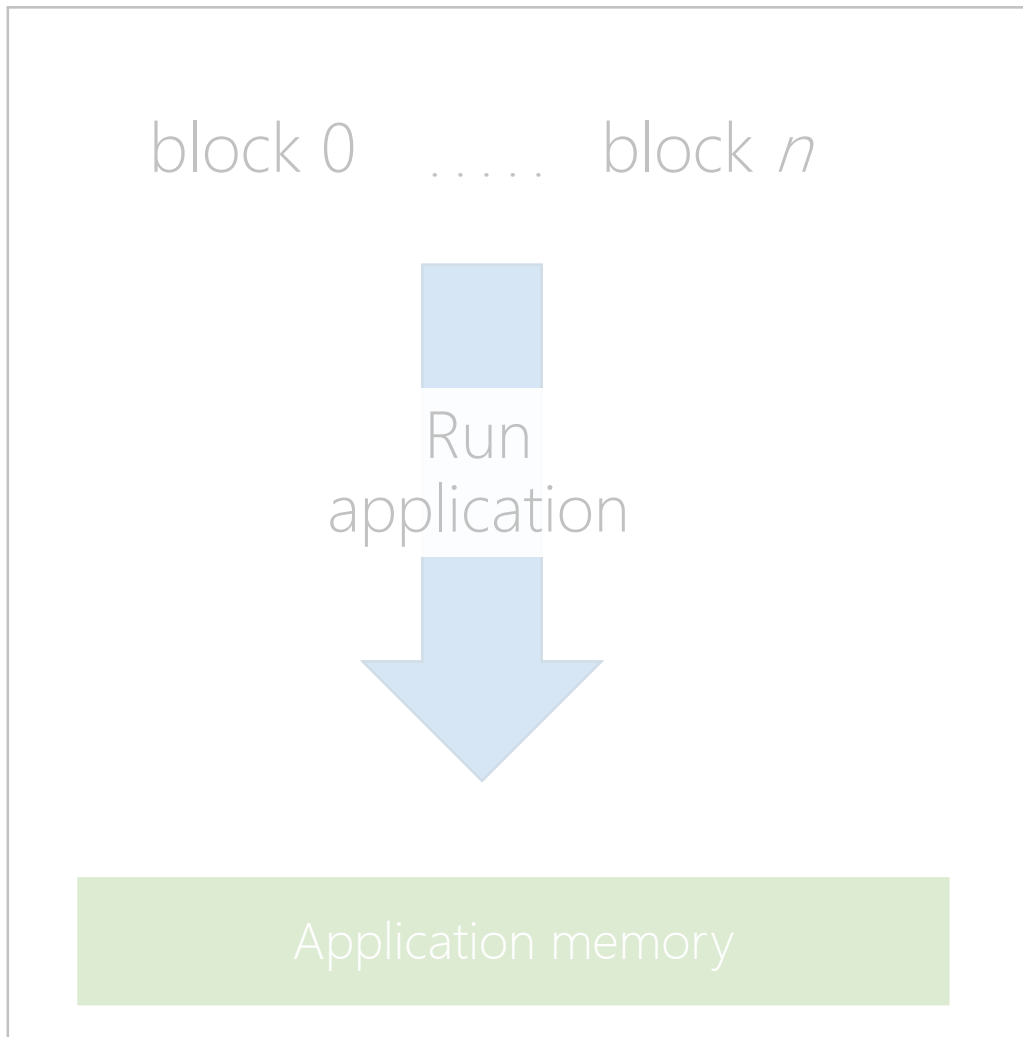 block 0 ..... block n
Run
application
Application memory